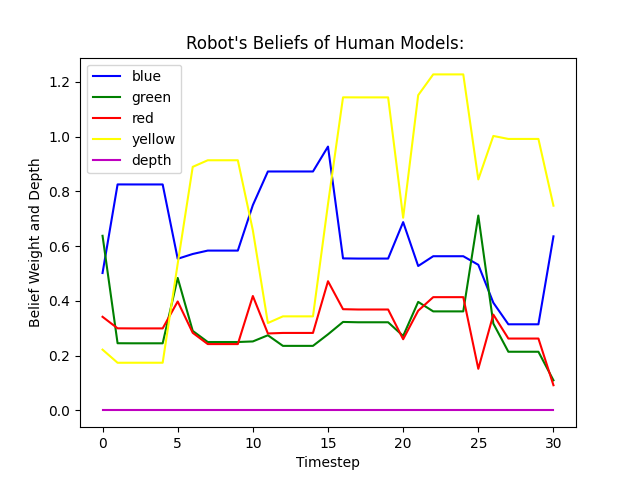 Robot's Beliefs of Human Models:
blue
green
red
yellow
depth
Belief Weight and Depth
1.2
1.0
0.8
0.6
0.4
0.2
0.0
0 5 10 15 20 25 30
Timestep